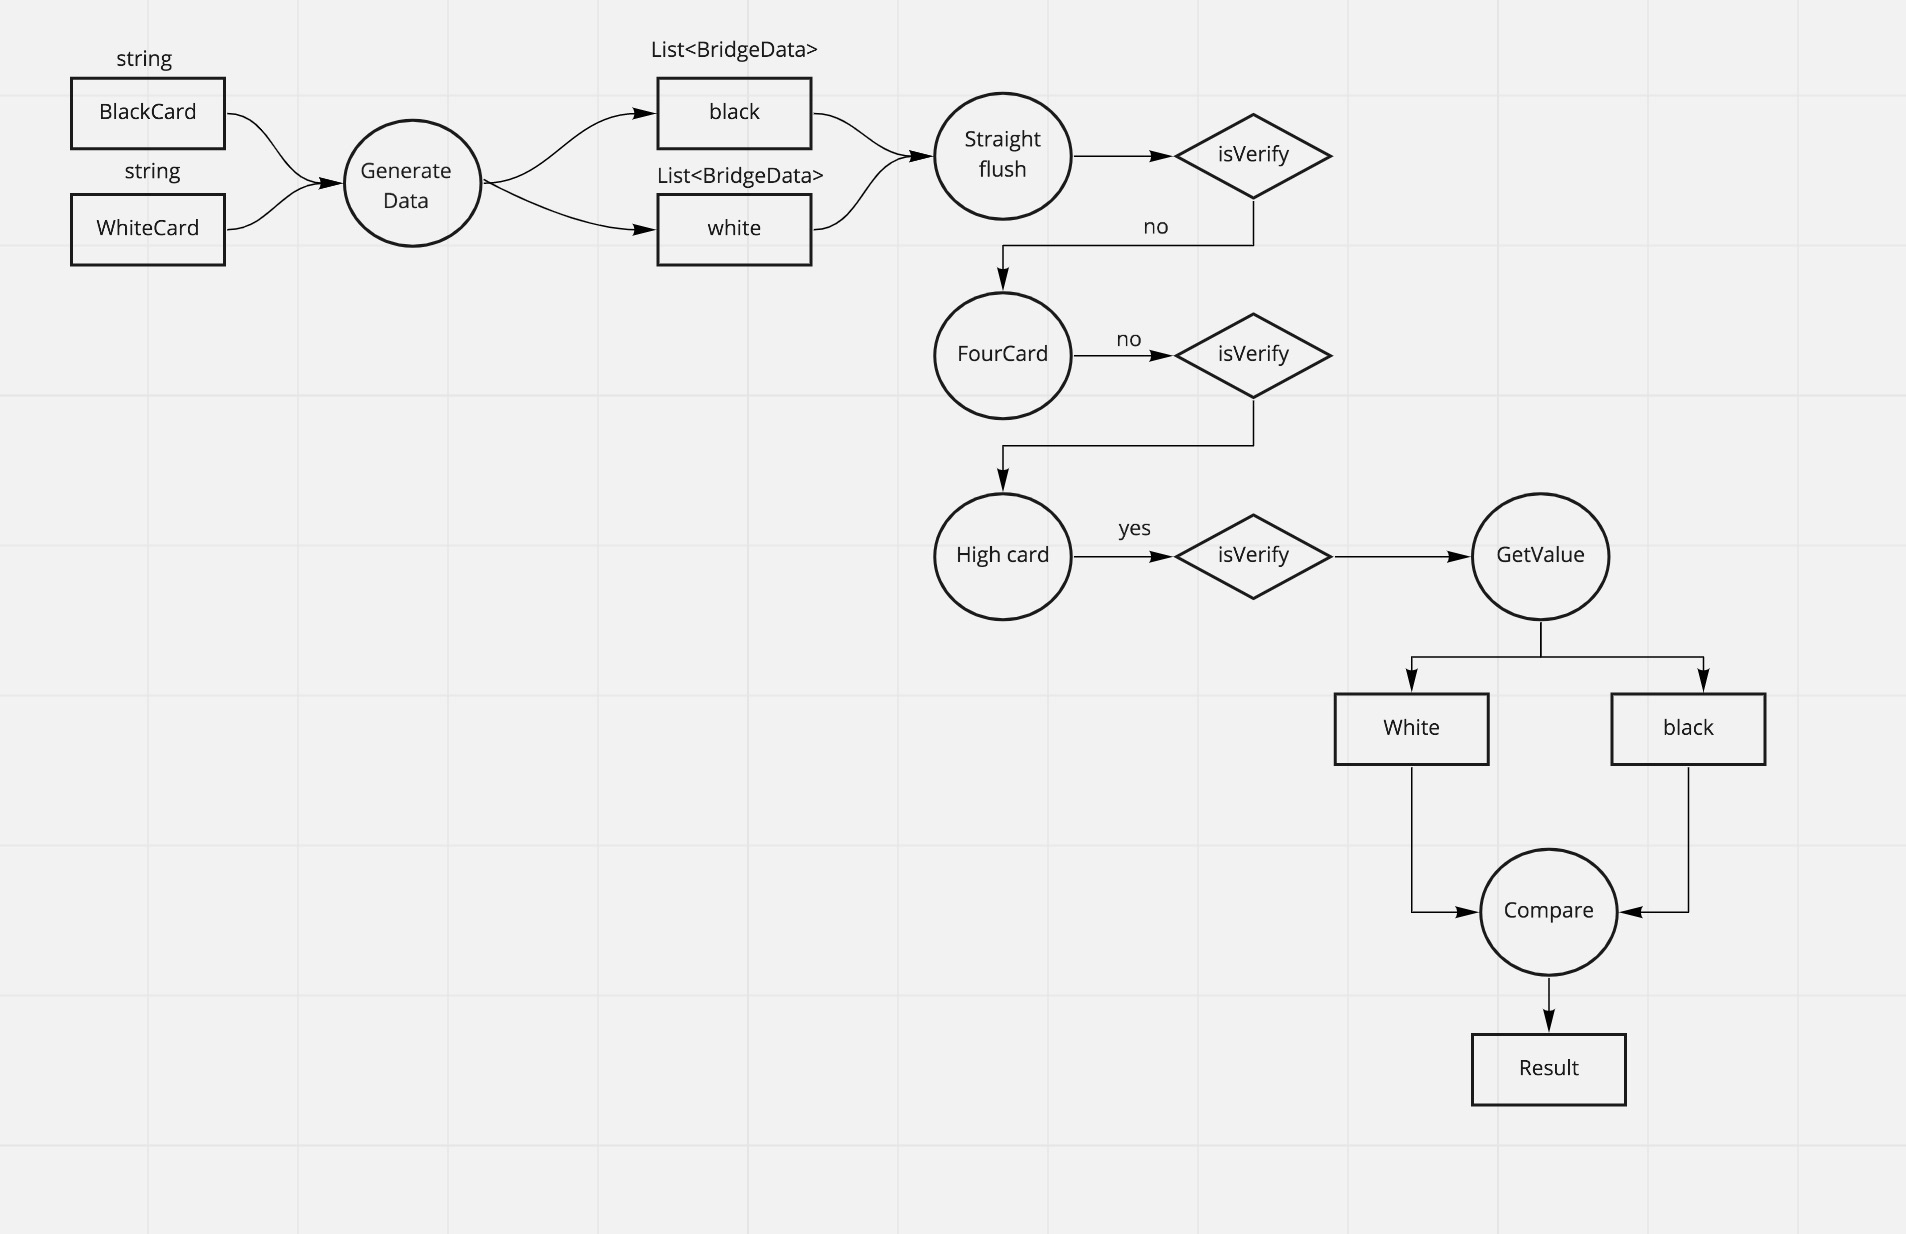 string
BlackCard
string
WhiteCard
Generate
Data
List<BridgeData>
black
List<BridgeData>
white
Straight
flush
isVerify
no
FourCard
no
isVerify
High card
yes
isVerify
GetValue
White
black
Compare
Result